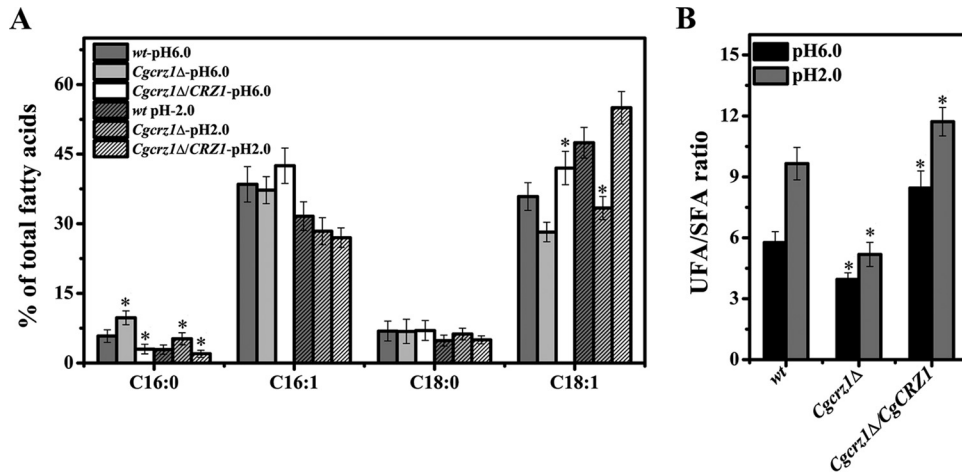 A
% of total fatty acids
60
45
30
15
0
wt-pH6.0
Cgcrz1Δ-pH6.0
Cgcrz1Δ/CRZ1-pH6.0
wt pH-2.0
Cgcrz1Δ-pH2.0
Cgcrz1Δ/CRZ1-pH2.0
*
*
*
*
*
*
C16:0
C16:1
C18:0
C18:1
B
UFA/SFA ratio
15
12
9
6
3
0
pH6.0
pH2.0
*
*
*
*
wt
Cgcrz1Δ
Cgcrz1Δ/CgCRZ1